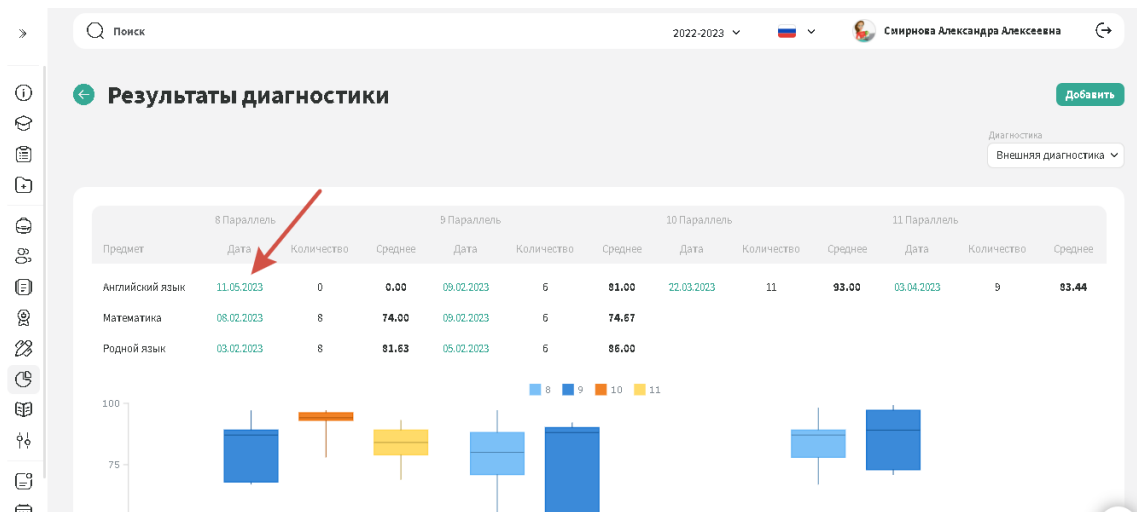 Поиск
2022-2023
Смирнова Александра Алексеевна
Результаты диагностики
Добавить
Диагностика
Внешняя диагностика
8 Параллель 9 Параллель 10 Параллель 11 Параллель
Предмет Дата Количество Среднее Дата Количество Среднее Дата Количество Среднее Дата Количество Среднее
Английский язык 11.05.2023 0 0.00 09.02.2023 6 81.00 22.03.2023 11 93.00 03.04.2023 9 83.44
Математика 08.02.2023 8 74.00 09.02.2023 6 74.67
Родной язык 03.02.2023 8 81.63 05.02.2023 6 86.00
8 9 10 11
100
75